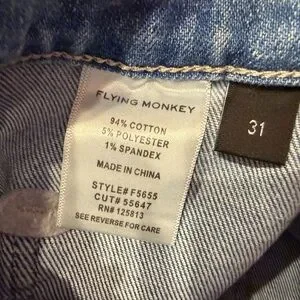 FLYING MONKEY
94% COTTON
5% POLYESTER
1% SPANDEX
MADE IN CHINA
STYLE# F5655
CUT# 55647
RN# 125813
SEE REVERSE FOR CARE
31